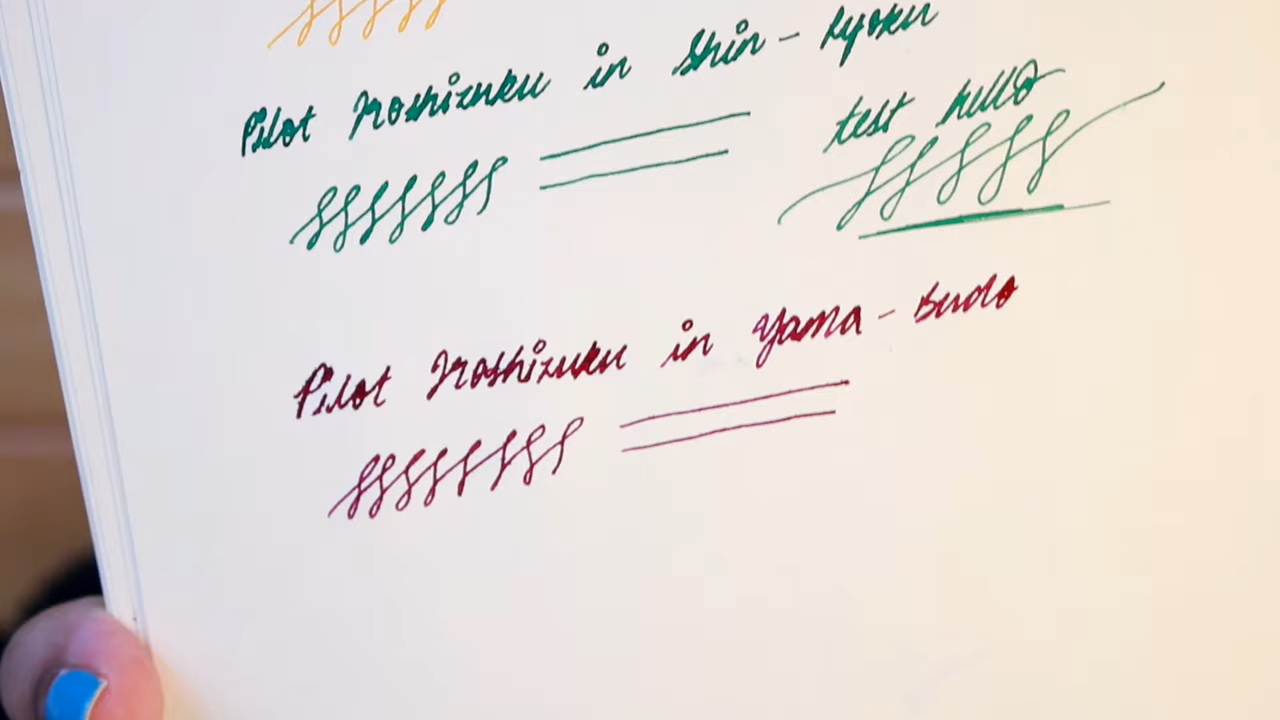 Pilot Iroshizuku in Shin - ryoku
test hello
Pilot Iroshizuku in Yama - Budo